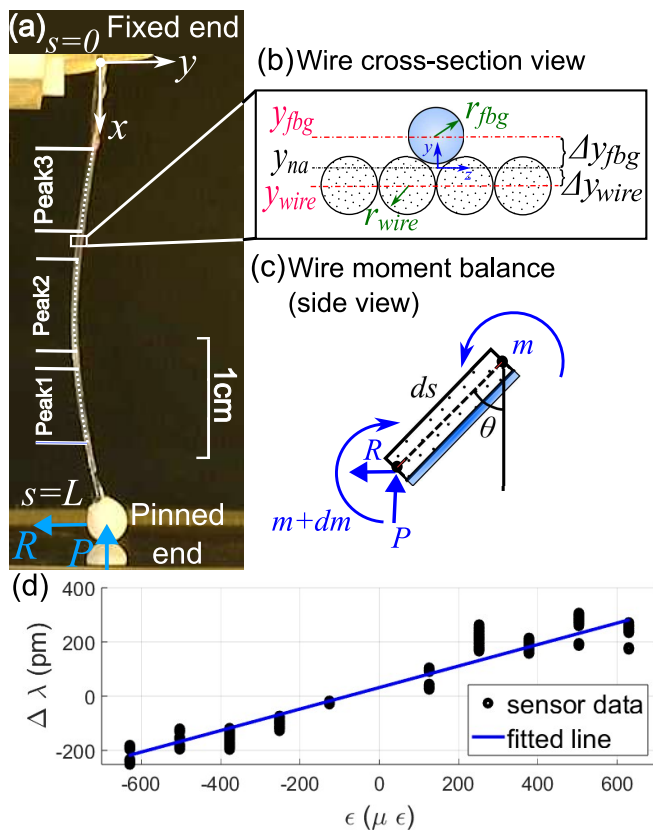 (a) Fixed end
s=0
y
x
Peak3
Peak2
Peak1
1cm
s=L
Pinned
end
R
P
(b) Wire cross-section view
y_fbg
r_fbg
y_na
y
z
Δy_fbg
y_wire
Δy_wire
r_wire
(c) Wire moment balance
(side view)
m
ds
θ
R
m+dm
P
(d)
400
200
0
-200
Δ λ (pm)
-600
-400
-200
0
200
400
600
ϵ (μ ϵ)
sensor data
fitted line